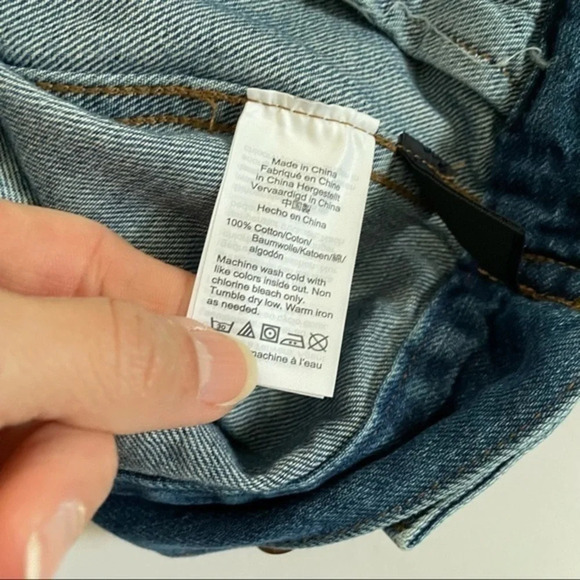 Made in China
Fabriqué en Chine
in China Hergestellt
Vervaardigd in China
中国製
Hecho en China
100% Cotton/Coton/
Baumwolle/Katoen/綿/
algodón
Machine wash cold with
like colors inside out. Non
chlorine bleach only.
Tumble dry low. Warm iron
as needed.
machine à l'eau